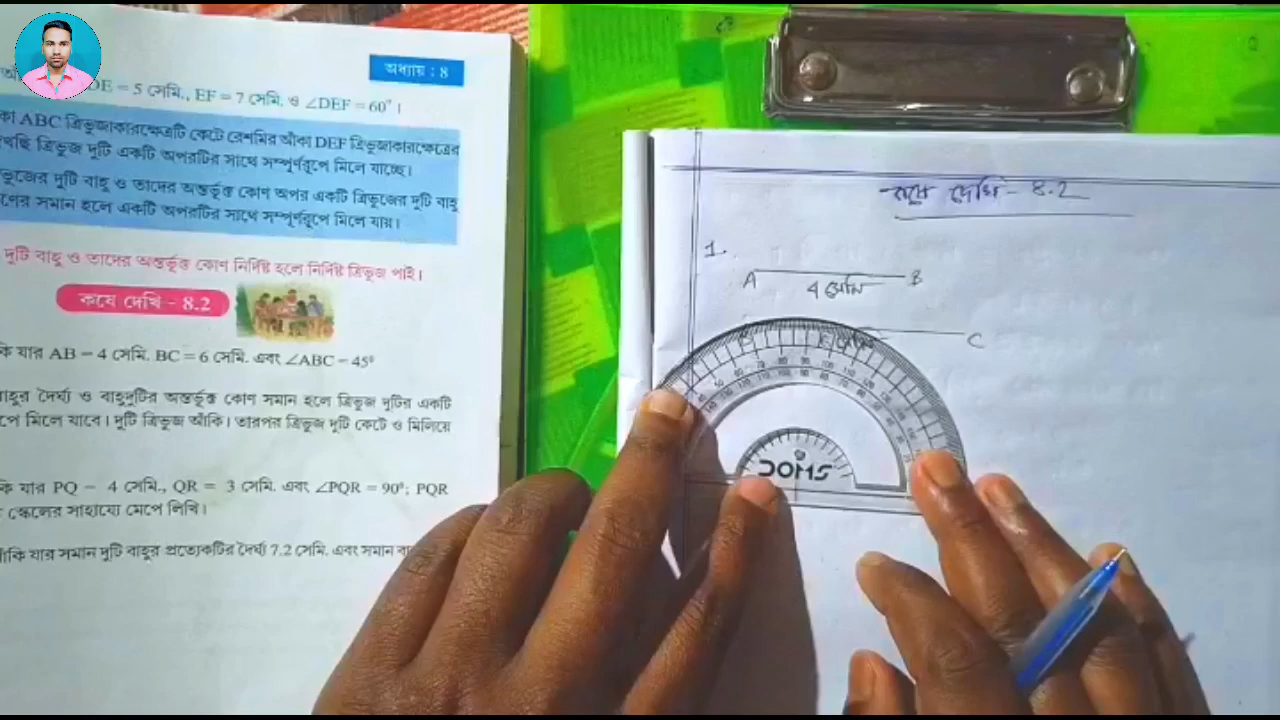 অধ্যায় : 8
DE = 5 সেমি., EF = 7 সেমি. ও ∠DEF = 60° ।
ABC ত্রিভুজাকারক্ষেত্রটি কেটে রেশমির আঁকা DEF ত্রিভুজাকারক্ষেত্রের
ত্রিভুজ দুটি একটি অপরটির সাথে সম্পূর্ণরূপে মিলে যাচ্ছে।
দুটি বাহু ও তাদের অন্তর্ভূক্ত কোণ অপর একটি ত্রিভুজের দুটি বাহু
সমান হলে একটি অপরটির সাথে সম্পূর্ণরূপে মিলে যায়।
দুটি বাহু ও তাদের অন্তর্ভূক্ত কোণ নির্দিষ্ট হলে নির্দিষ্ট ত্রিভুজ পাই।
কষে দেখি - 8.2
যার AB = 4 সেমি. BC = 6 সেমি. এবং ∠ABC = 45°
দৈর্ঘ্য ও বাহুদুটির অন্তর্ভূক্ত কোণ সমান হলে ত্রিভুজ দুটির একটি
মিলে যাবে। দুটি ত্রিভুজ আঁকি। তারপর ত্রিভুজ দুটি কেটে ও মিলিয়ে
যার PQ = 4 সেমি., QR = 3 সেমি. এবং ∠PQR = 90°; PQR
স্কেলের সাহায্যে মেপে লিখি।
যার সমান দুটি বাহুর প্রত্যেকটির দৈর্ঘ্য 7.2 সেমি. এবং সমান
কষে দেখি - 8.2
1.
A B
4 সেমি
C
DOMS